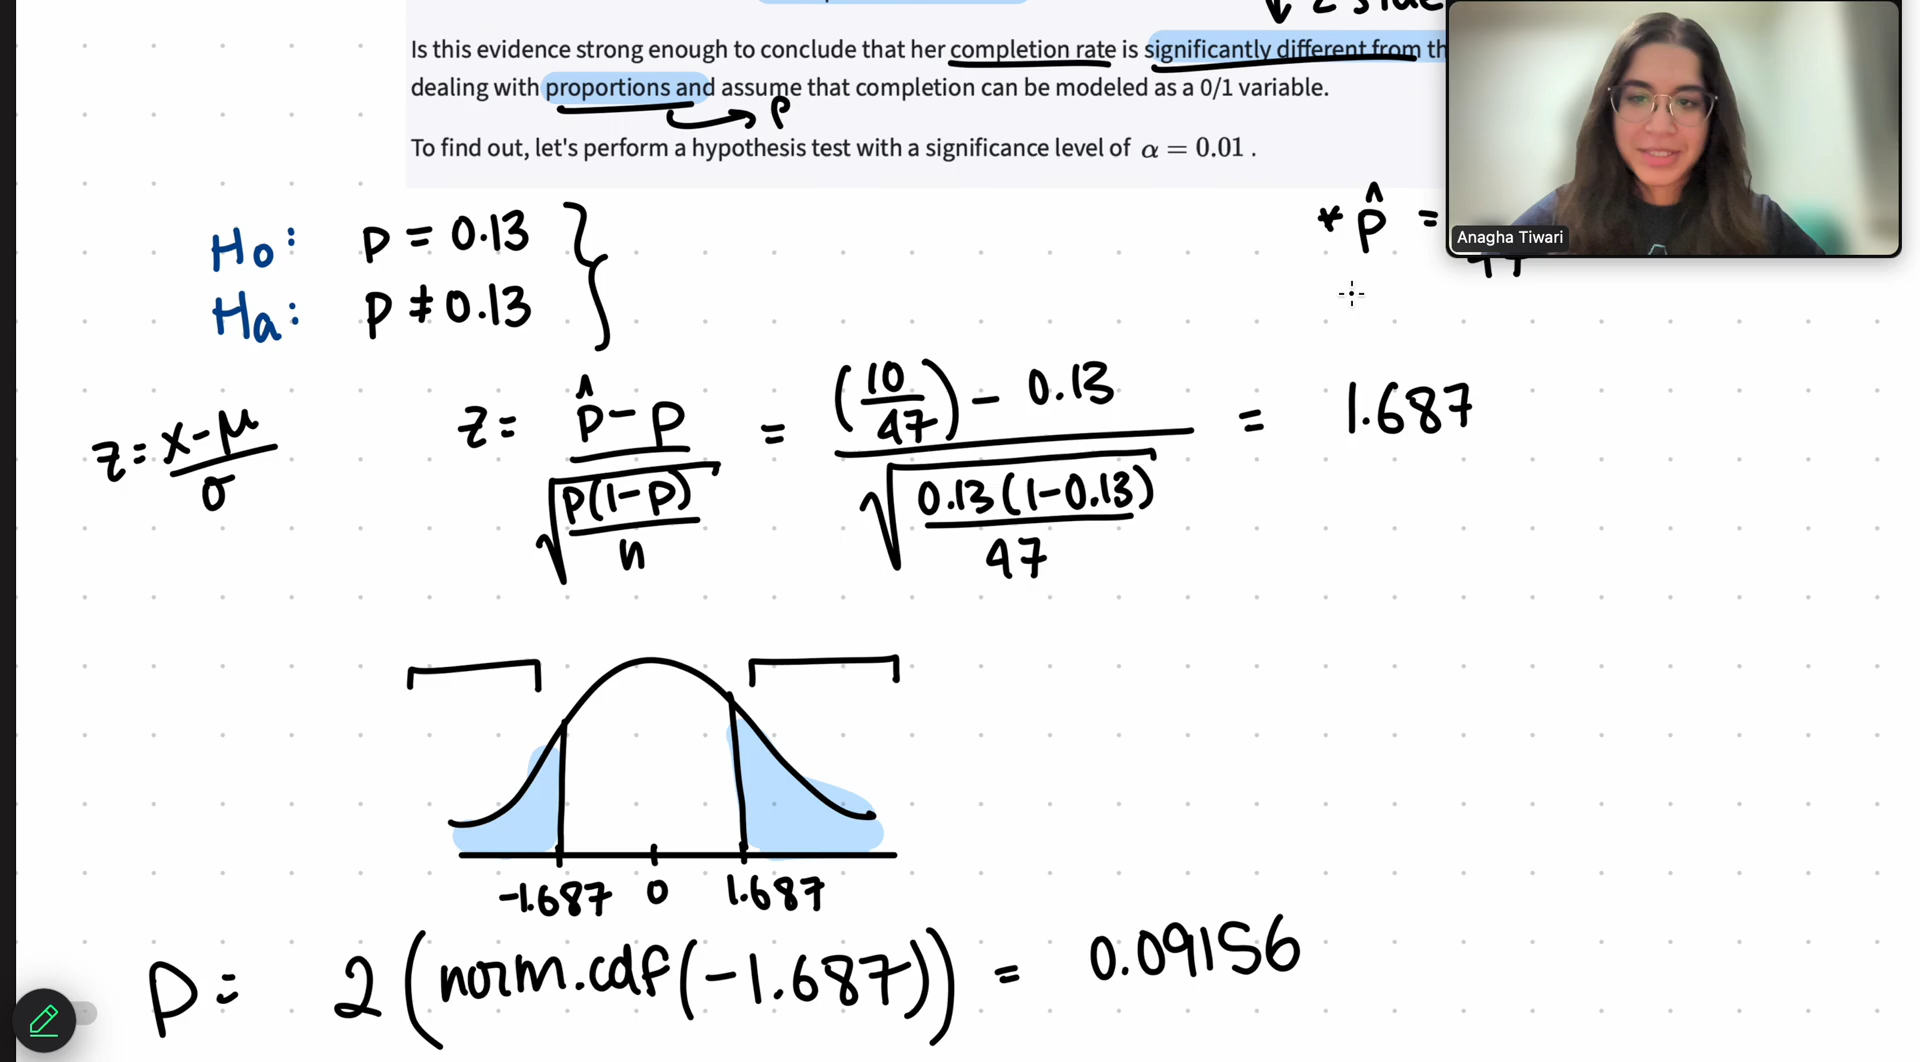 Is this evidence strong enough to conclude that her completion rate is significantly different from th
dealing with proportions and assume that completion can be modeled as a 0/1 variable.
p
To find out, let's perform a hypothesis test with a significance level of α = 0.01 .
Anagha Tiwari
* p̂ =
Ho: p = 0.13
Ha: p ≠ 0.13
z = x-μ / σ
z = p̂ - p / √(p(1-p) / n) = (10/47) - 0.13 / √(0.13(1-0.13) / 47) = 1.687
-1.687 0 1.687
P = 2(norm.cdf(-1.687)) = 0.09156